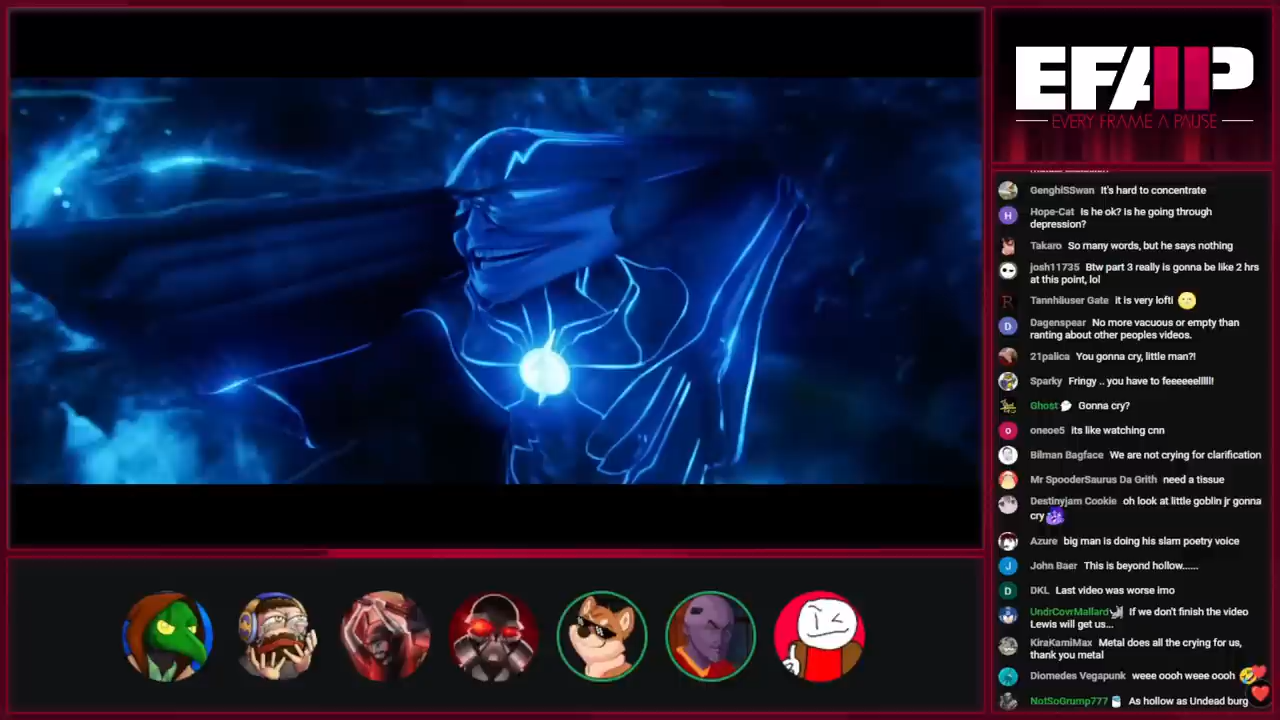 EFAP
EVERY FRAME A PAUSE
GenghiSSwan It's hard to concentrate
Hope-Cat Is he ok? Is he going through
depression?
Takaro So many words, but he says nothing
josh11735 Btw part 3 really is gonna be like 2 hrs
at this point, lol
Tannhäuser Gate it is very lofti
Dagenspear No more vacuous or empty than
ranting about other peoples videos.
21palica You gonna cry, little man?!
Sparky Fringy .. you have to feeeeeelllll!
Ghost Gonna cry?
oneoe5 its like watching cnn
Bilman Bagface We are not crying for clarification
Mr SpooderSaurus Da Grith need a tissue
Destinyjam Cookie oh look at little goblin jr gonna
cry
Azure big man is doing his slam poetry voice
John Baer This is beyond hollow......
DKL Last video was worse imo
UndrCovrMallard If we don't finish the video
Lewis will get us...
KiraKamiMax Metal does all the crying for us,
thank you metal
Diomedes Vegapunk weee oooh weee oooh
NotSoGrump777 As hollow as Undead burg